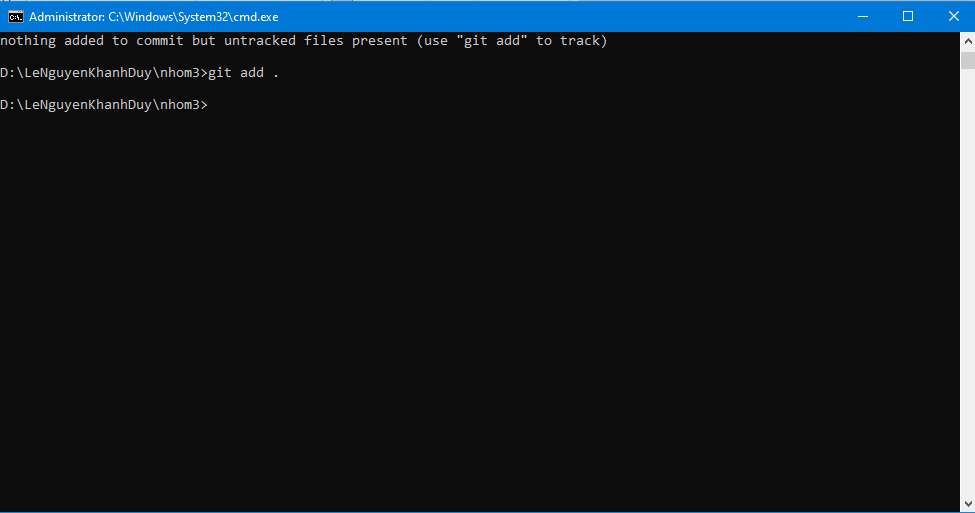 Administrator: C:\Windows\System32\cmd.exe
nothing added to commit but untracked files present (use "git add" to track)
D:\LeNguyenKhanhDuy\nhom3>git add .
D:\LeNguyenKhanhDuy\nhom3>